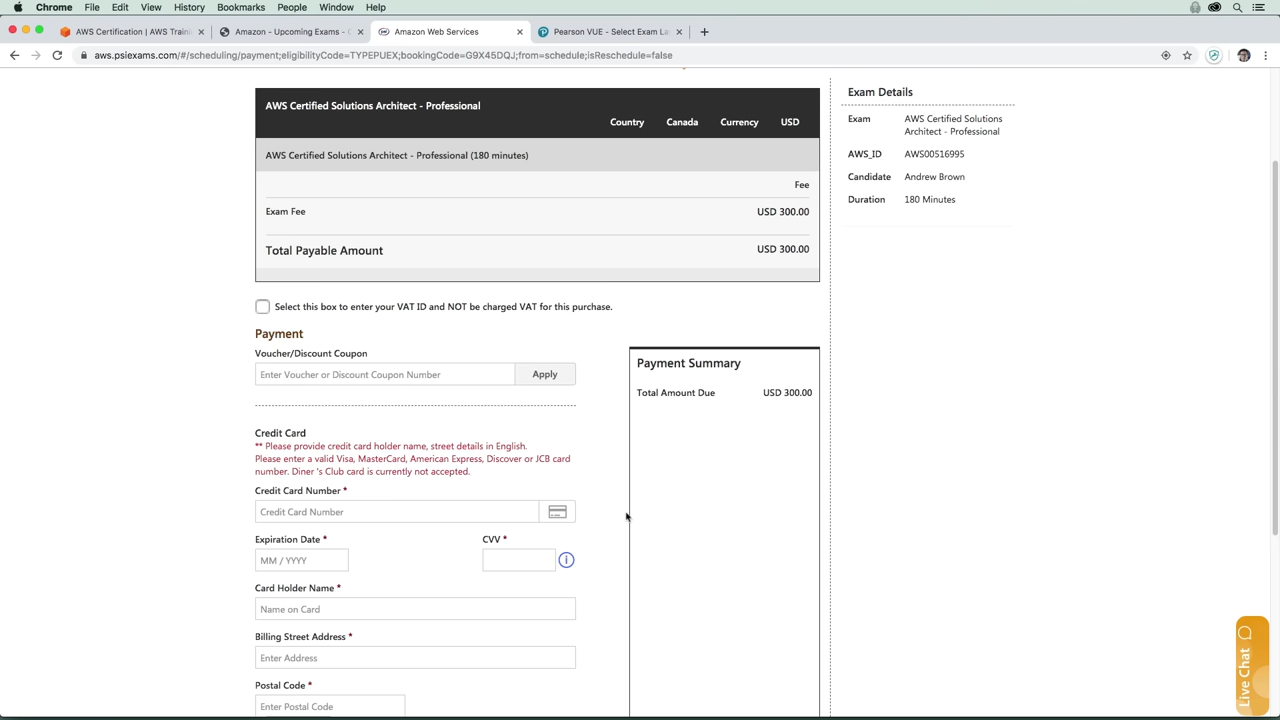 Chrome File Edit View History Bookmarks People Window Help
AWS Certification | AWS Traini
Amazon - Upcoming Exams - C
Amazon Web Services
Pearson VUE - Select Exam La
aws.psiexams.com/#/scheduling/payment;eligibilityCode=TYPEPUEX;bookingCode=G9X45DQJ;from=schedule;isReschedule=false
AWS Certified Solutions Architect - Professional
Country Canada Currency USD
AWS Certified Solutions Architect - Professional (180 minutes)
Fee
Exam Fee USD 300.00
Total Payable Amount USD 300.00
Select this box to enter your VAT ID and NOT be charged VAT for this purchase.
Payment
Voucher/Discount Coupon
Enter Voucher or Discount Coupon Number Apply
Credit Card
** Please provide credit card holder name, street details in English.
Please enter a valid Visa, MasterCard, American Express, Discover or JCB card
number. Diner 's Club card is currently not accepted.
Credit Card Number *
Credit Card Number
Expiration Date * CVV *
MM / YYYY
Card Holder Name *
Name on Card
Billing Street Address *
Enter Address
Postal Code *
Enter Postal Code
Payment Summary
Total Amount Due USD 300.00
Exam Details
Exam AWS Certified Solutions
Architect - Professional
AWS_ID AWS00516995
Candidate Andrew Brown
Duration 180 Minutes
Live Chat